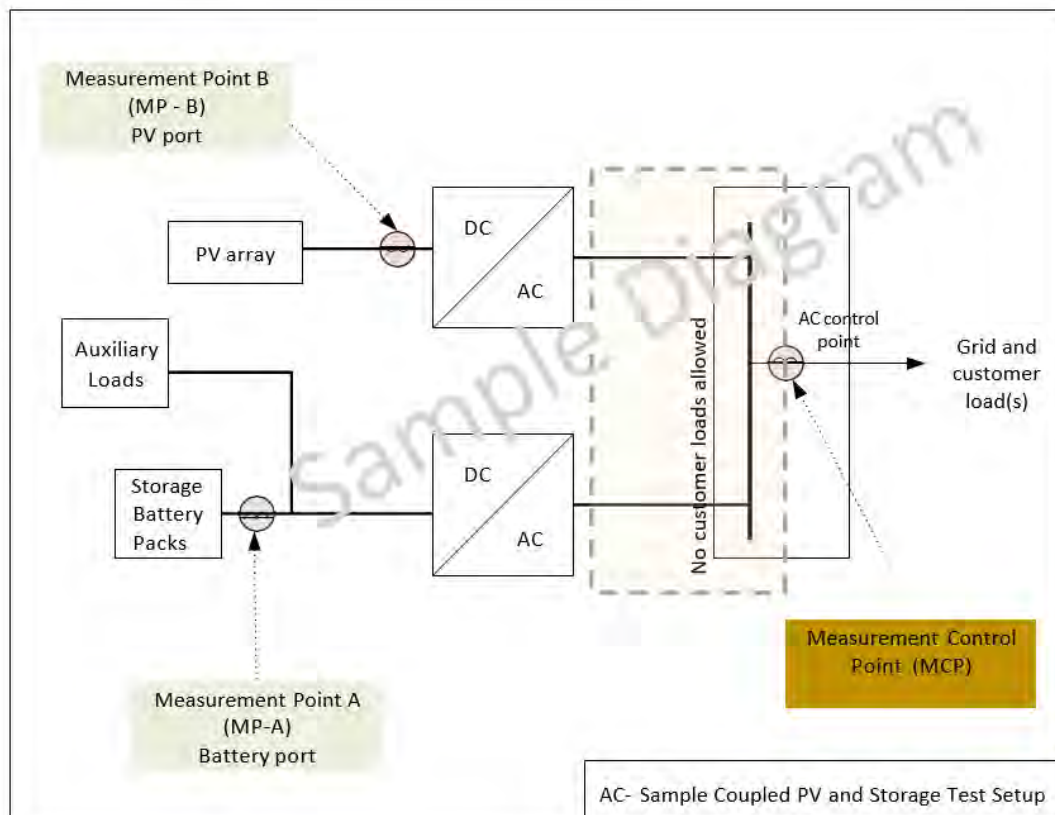 Measurement Point B
(MP - B)
PV port
DC
AC
PV array
Auxiliary
Loads
Storage
Battery
Packs
DC
AC
No customer loads allowed
AC control
point
Grid and
customer
load(s)
Measurement Control
Point (MCP)
Measurement Point A
(MP-A)
Battery port
AC- Sample Coupled PV and Storage Test Setup
Sample Diagram